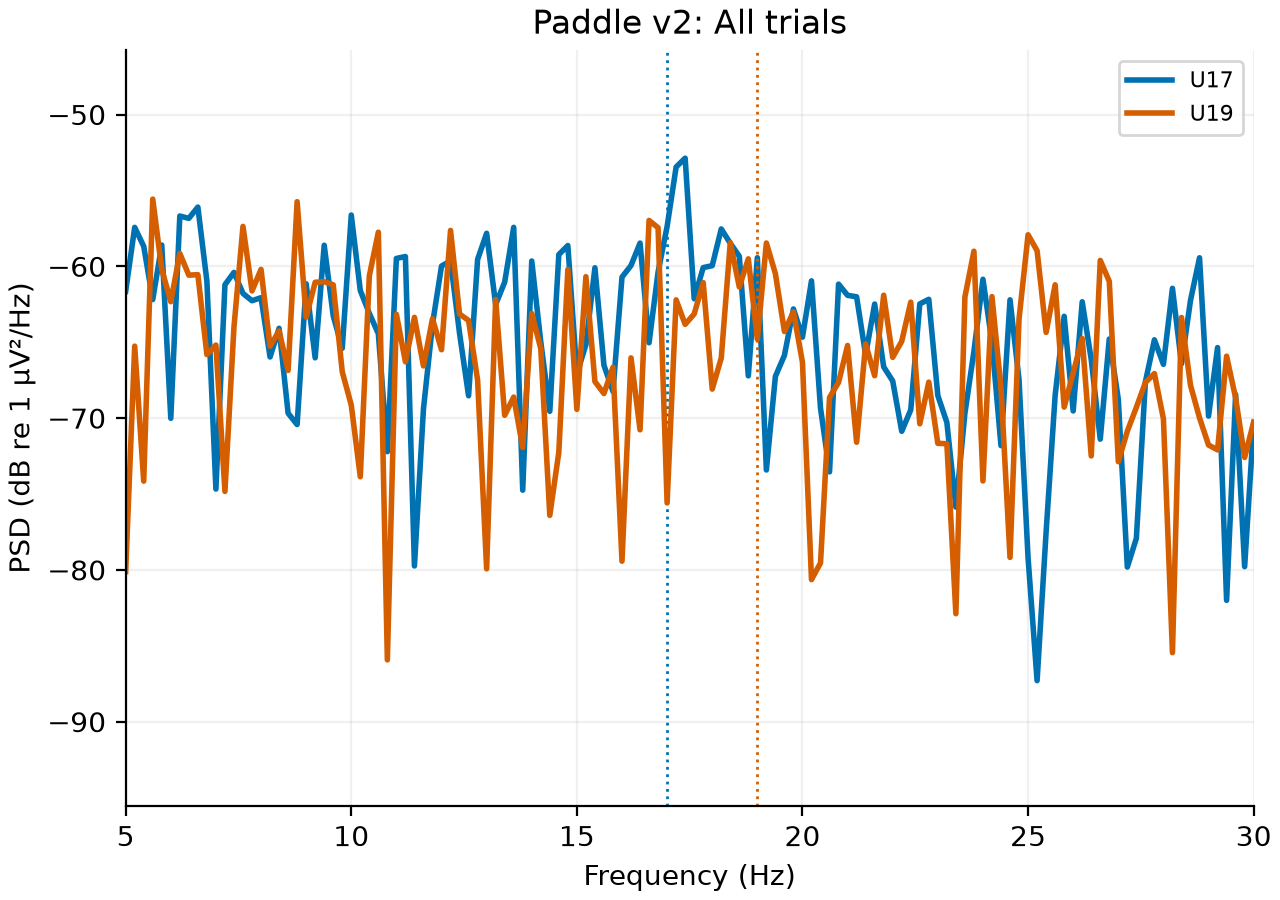 Paddle v2: All trials
U17
U19
PSD (dB re 1 µV²/Hz)
−50
−60
−70
−80
−90
5
10
15
20
25
30
Frequency (Hz)